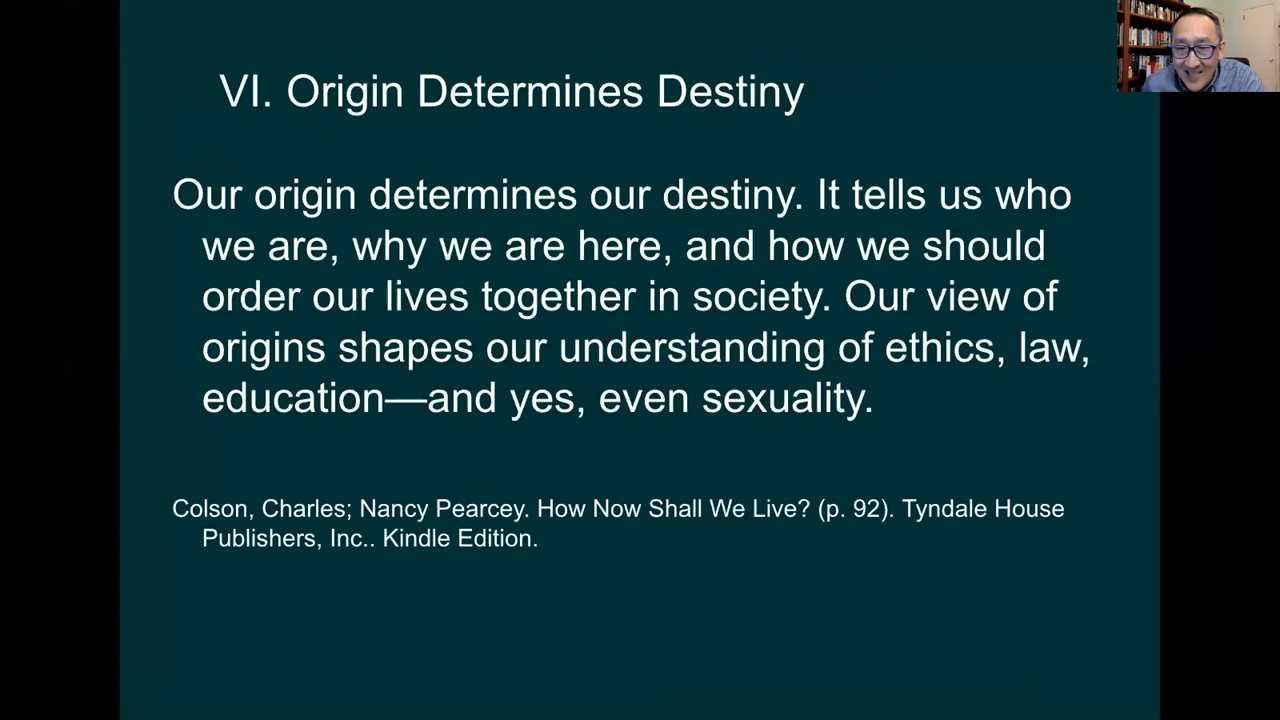 VI. Origin Determines Destiny
Our origin determines our destiny. It tells us who
we are, why we are here, and how we should
order our lives together in society. Our view of
origins shapes our understanding of ethics, law,
education—and yes, even sexuality.
Colson, Charles; Nancy Pearcey. How Now Shall We Live? (p. 92). Tyndale House
Publishers, Inc.. Kindle Edition.